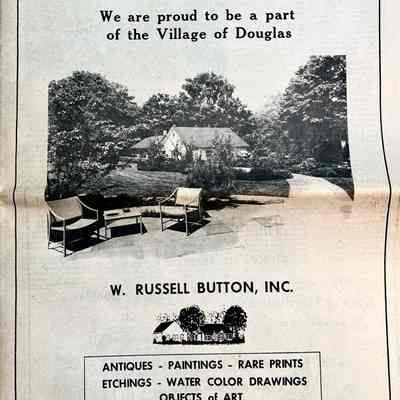 We are proud to be a part
of the Village of Douglas
W. RUSSELL BUTTON, INC.
ANTIQUES - PAINTINGS - RARE PRINTS
ETCHINGS - WATER COLOR DRAWINGS
OBJECTS of ART